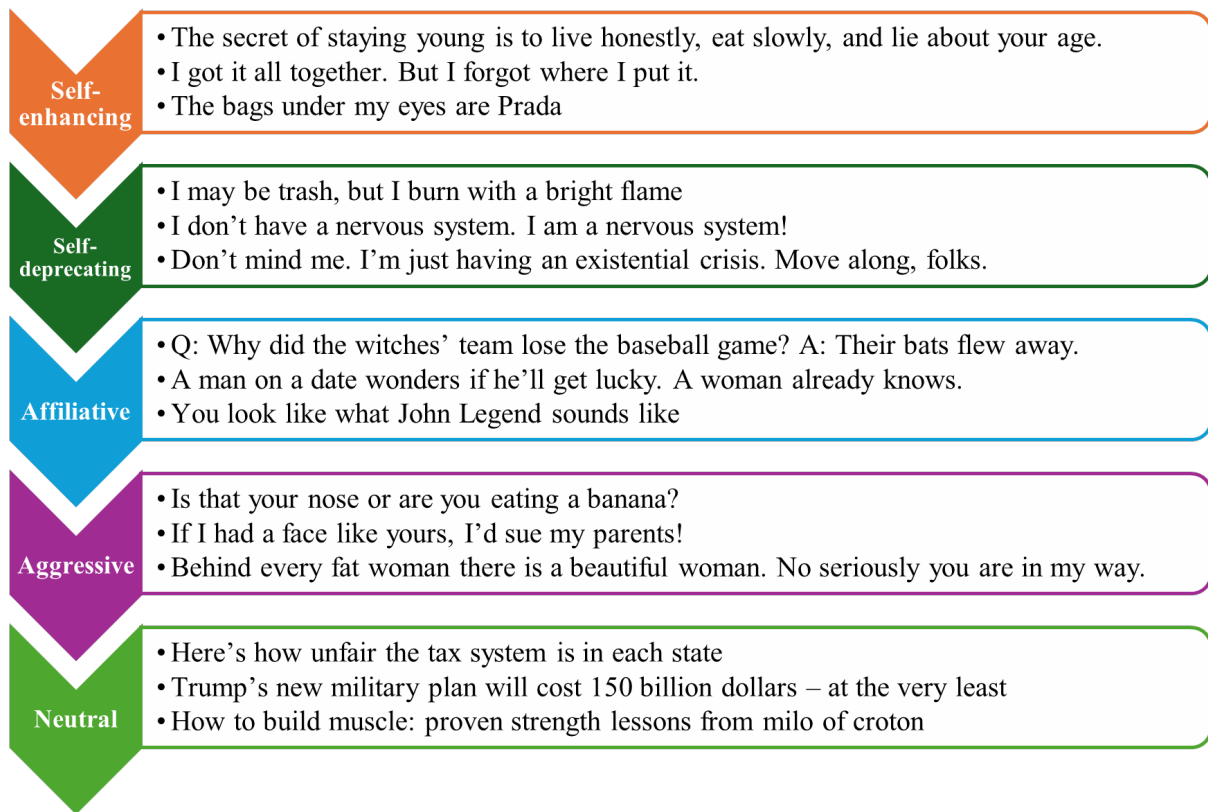 Self-
enhancing
• The secret of staying young is to live honestly, eat slowly, and lie about your age.
• I got it all together. But I forgot where I put it.
• The bags under my eyes are Prada
Self-
deprecating
• I may be trash, but I burn with a bright flame
• I don’t have a nervous system. I am a nervous system!
• Don’t mind me. I’m just having an existential crisis. Move along, folks.
Affiliative
• Q: Why did the witches’ team lose the baseball game? A: Their bats flew away.
• A man on a date wonders if he’ll get lucky. A woman already knows.
• You look like what John Legend sounds like
Aggressive
• Is that your nose or are you eating a banana?
• If I had a face like yours, I’d sue my parents!
• Behind every fat woman there is a beautiful woman. No seriously you are in my way.
Neutral
• Here’s how unfair the tax system is in each state
• Trump’s new military plan will cost 150 billion dollars – at the very least
• How to build muscle: proven strength lessons from milo of croton